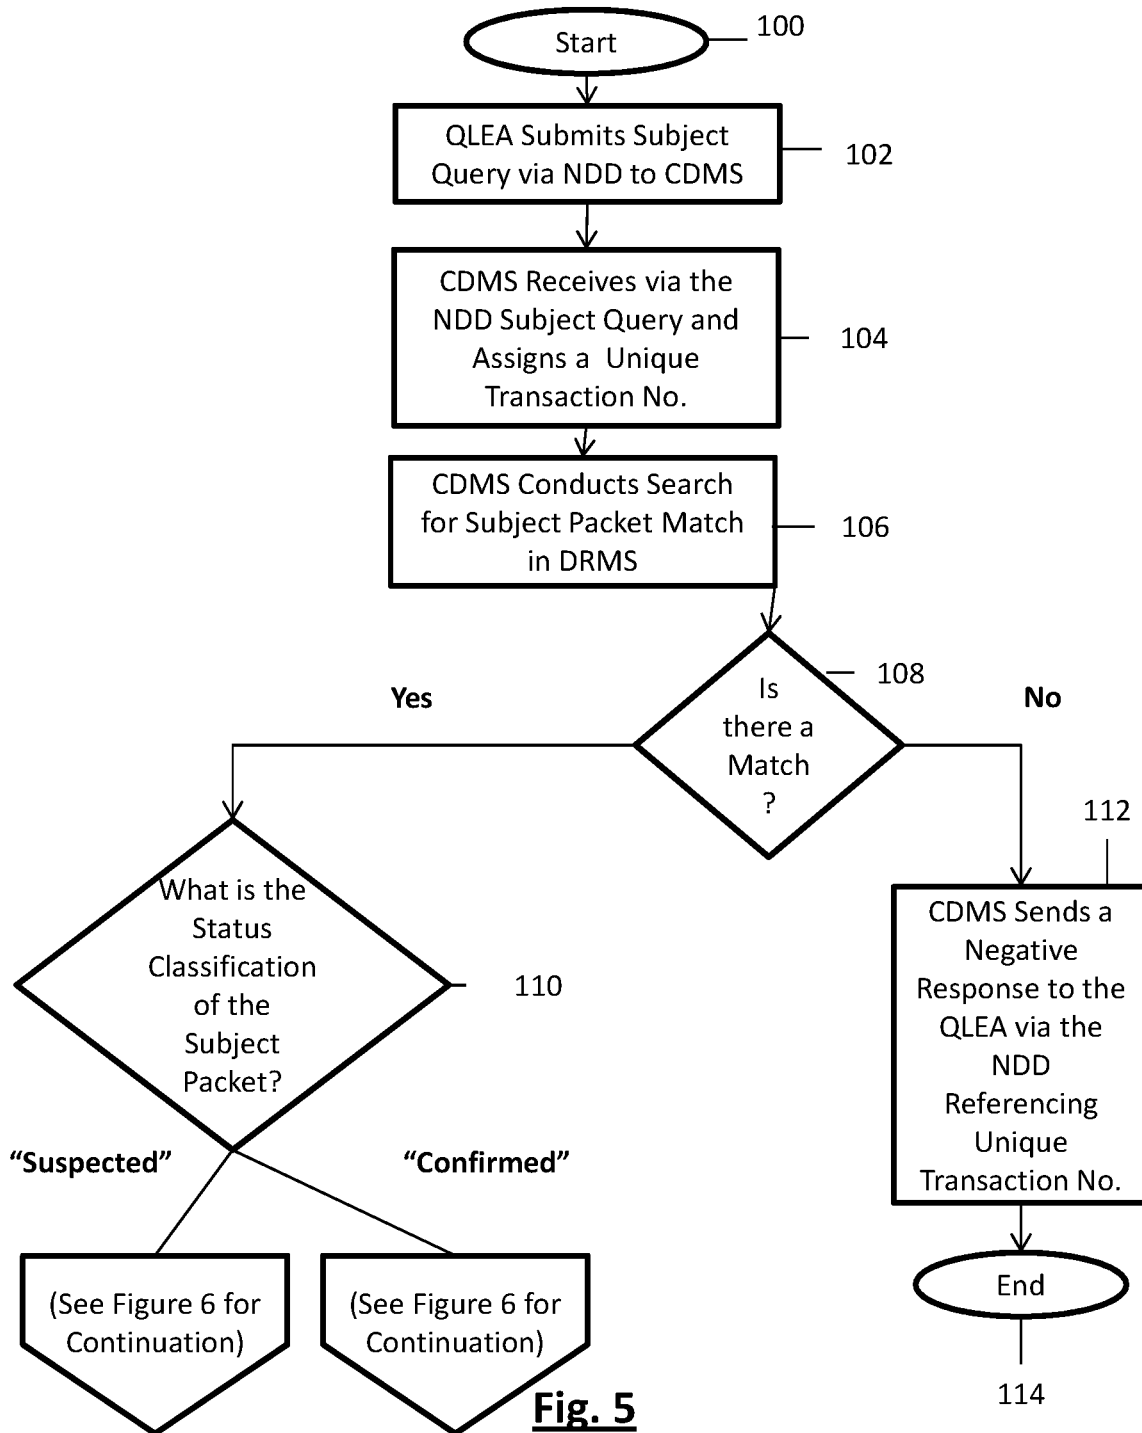 Start
100
QLEA Submits Subject
Query via NDD to CDMS
102
CDMS Receives via the
NDD Subject Query and
Assigns a Unique
Transaction No.
104
CDMS Conducts Search
for Subject Packet Match
in DRMS
106
Is
there a
Match
?
108
Yes
No
What is the
Status
Classification
of the
Subject
Packet?
110
112
CDMS Sends a
Negative
Response to the
QLEA via the
NDD
Referencing
Unique
Transaction No.
“Suspected”
“Confirmed”
(See Figure 6 for
Continuation)
(See Figure 6 for
Continuation)
End
114
Fig. 5